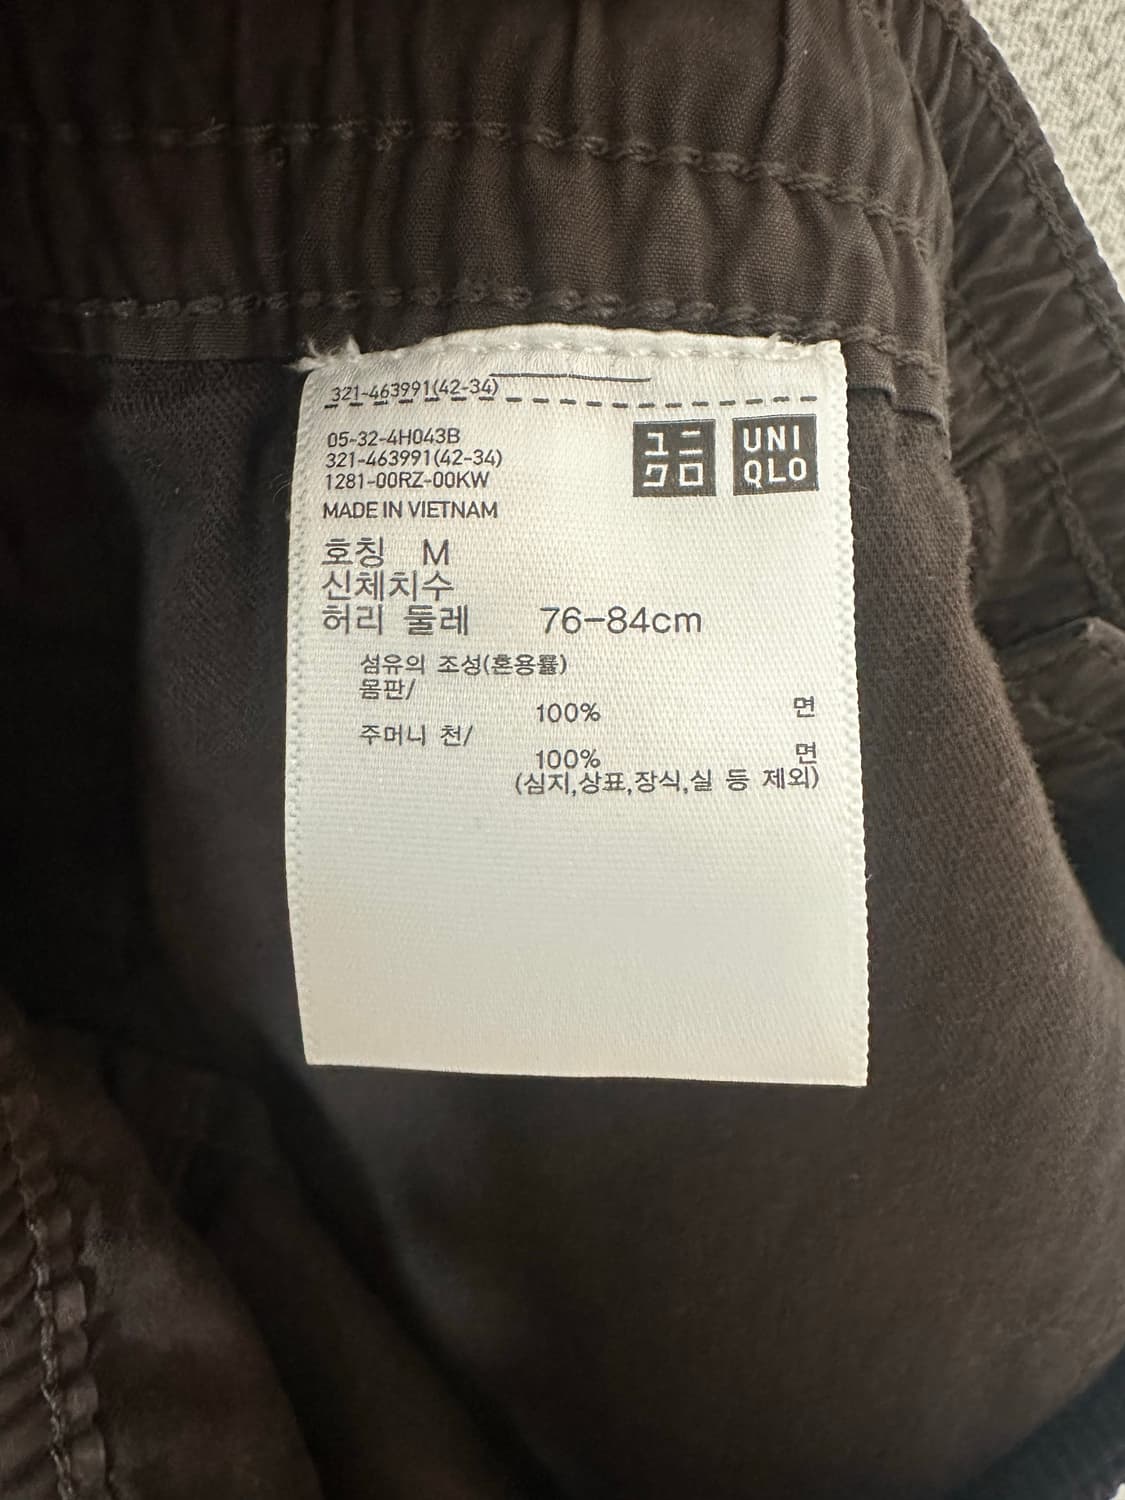 321-463991(42-34)
05-32-4H043B
321-463991(42-34)
1281-00RZ-00KW
MADE IN VIETNAM
ユニ
クロ
UNI
QLO
호칭 M
신체치수
허리 둘레 76-84cm
섬유의 조성(혼용率)
몸판/
100% 면
주머니 천/
100% 면
(심지,상표,장식,실 등 제외)